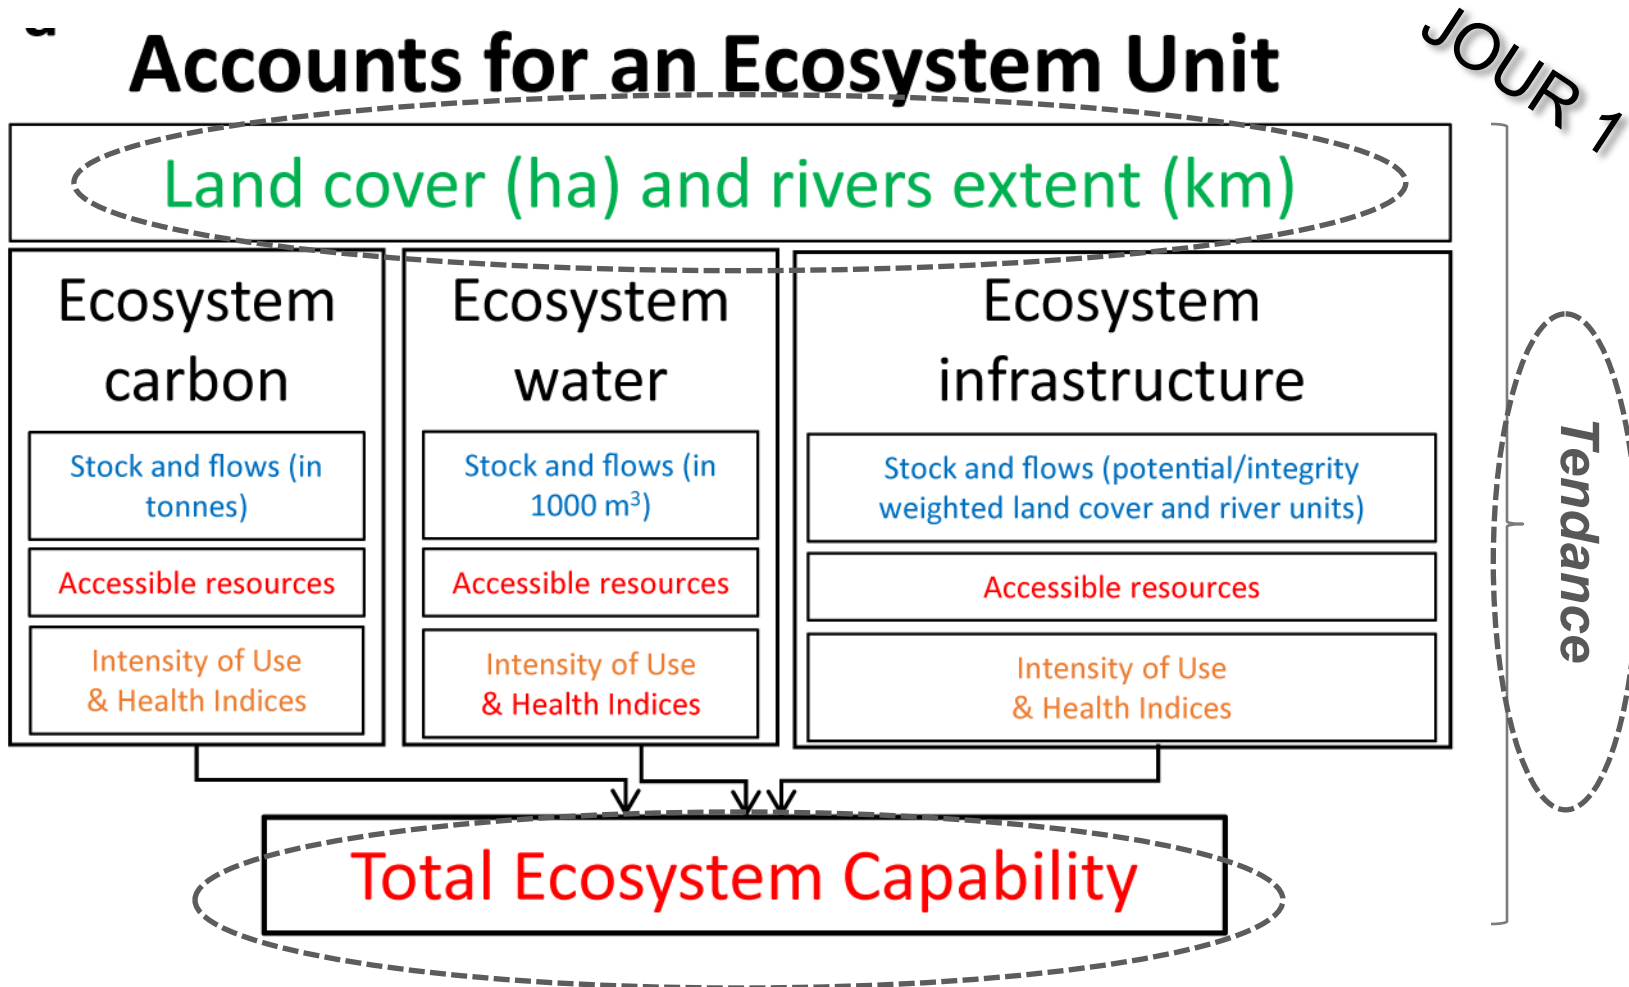 Accounts for an Ecosystem Unit
JOUR 1
Land cover (ha) and rivers extent (km)
Ecosystem
carbon
Stock and flows (in
tonnes)
Accessible resources
Intensity of Use
& Health Indices
Ecosystem
water
Stock and flows (in
1000 m³)
Accessible resources
Intensity of Use
& Health Indices
Ecosystem
infrastructure
Stock and flows (potential/integrity
weighted land cover and river units)
Accessible resources
Intensity of Use
& Health Indices
Tendance
Total Ecosystem Capability